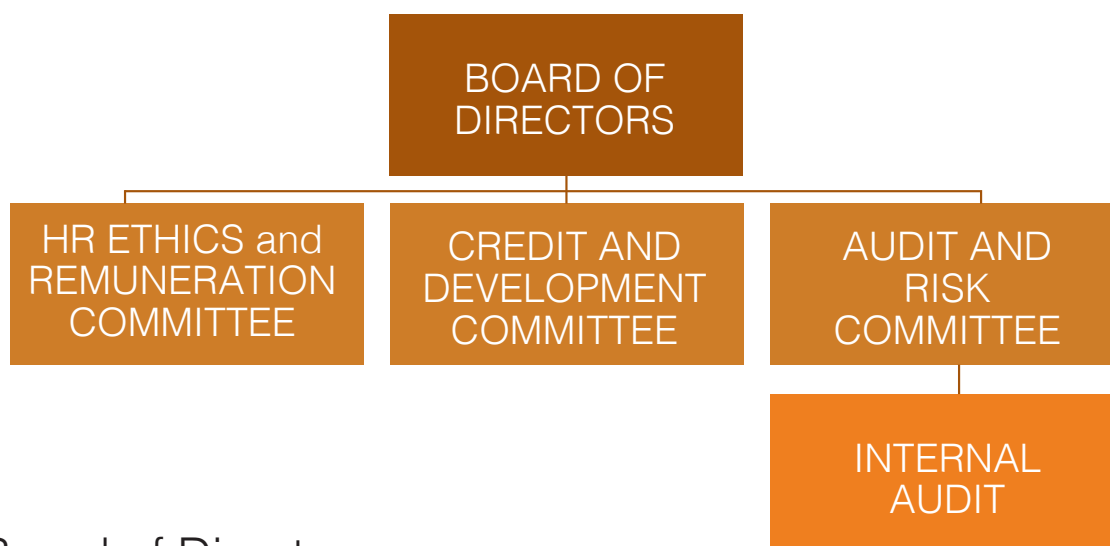 BOARD OF
DIRECTORS
HR ETHICS and
REMUNERATION
COMMITTEE
CREDIT AND
DEVELOPMENT
COMMITTEE
AUDIT AND
RISK
COMMITTEE
INTERNAL
AUDIT